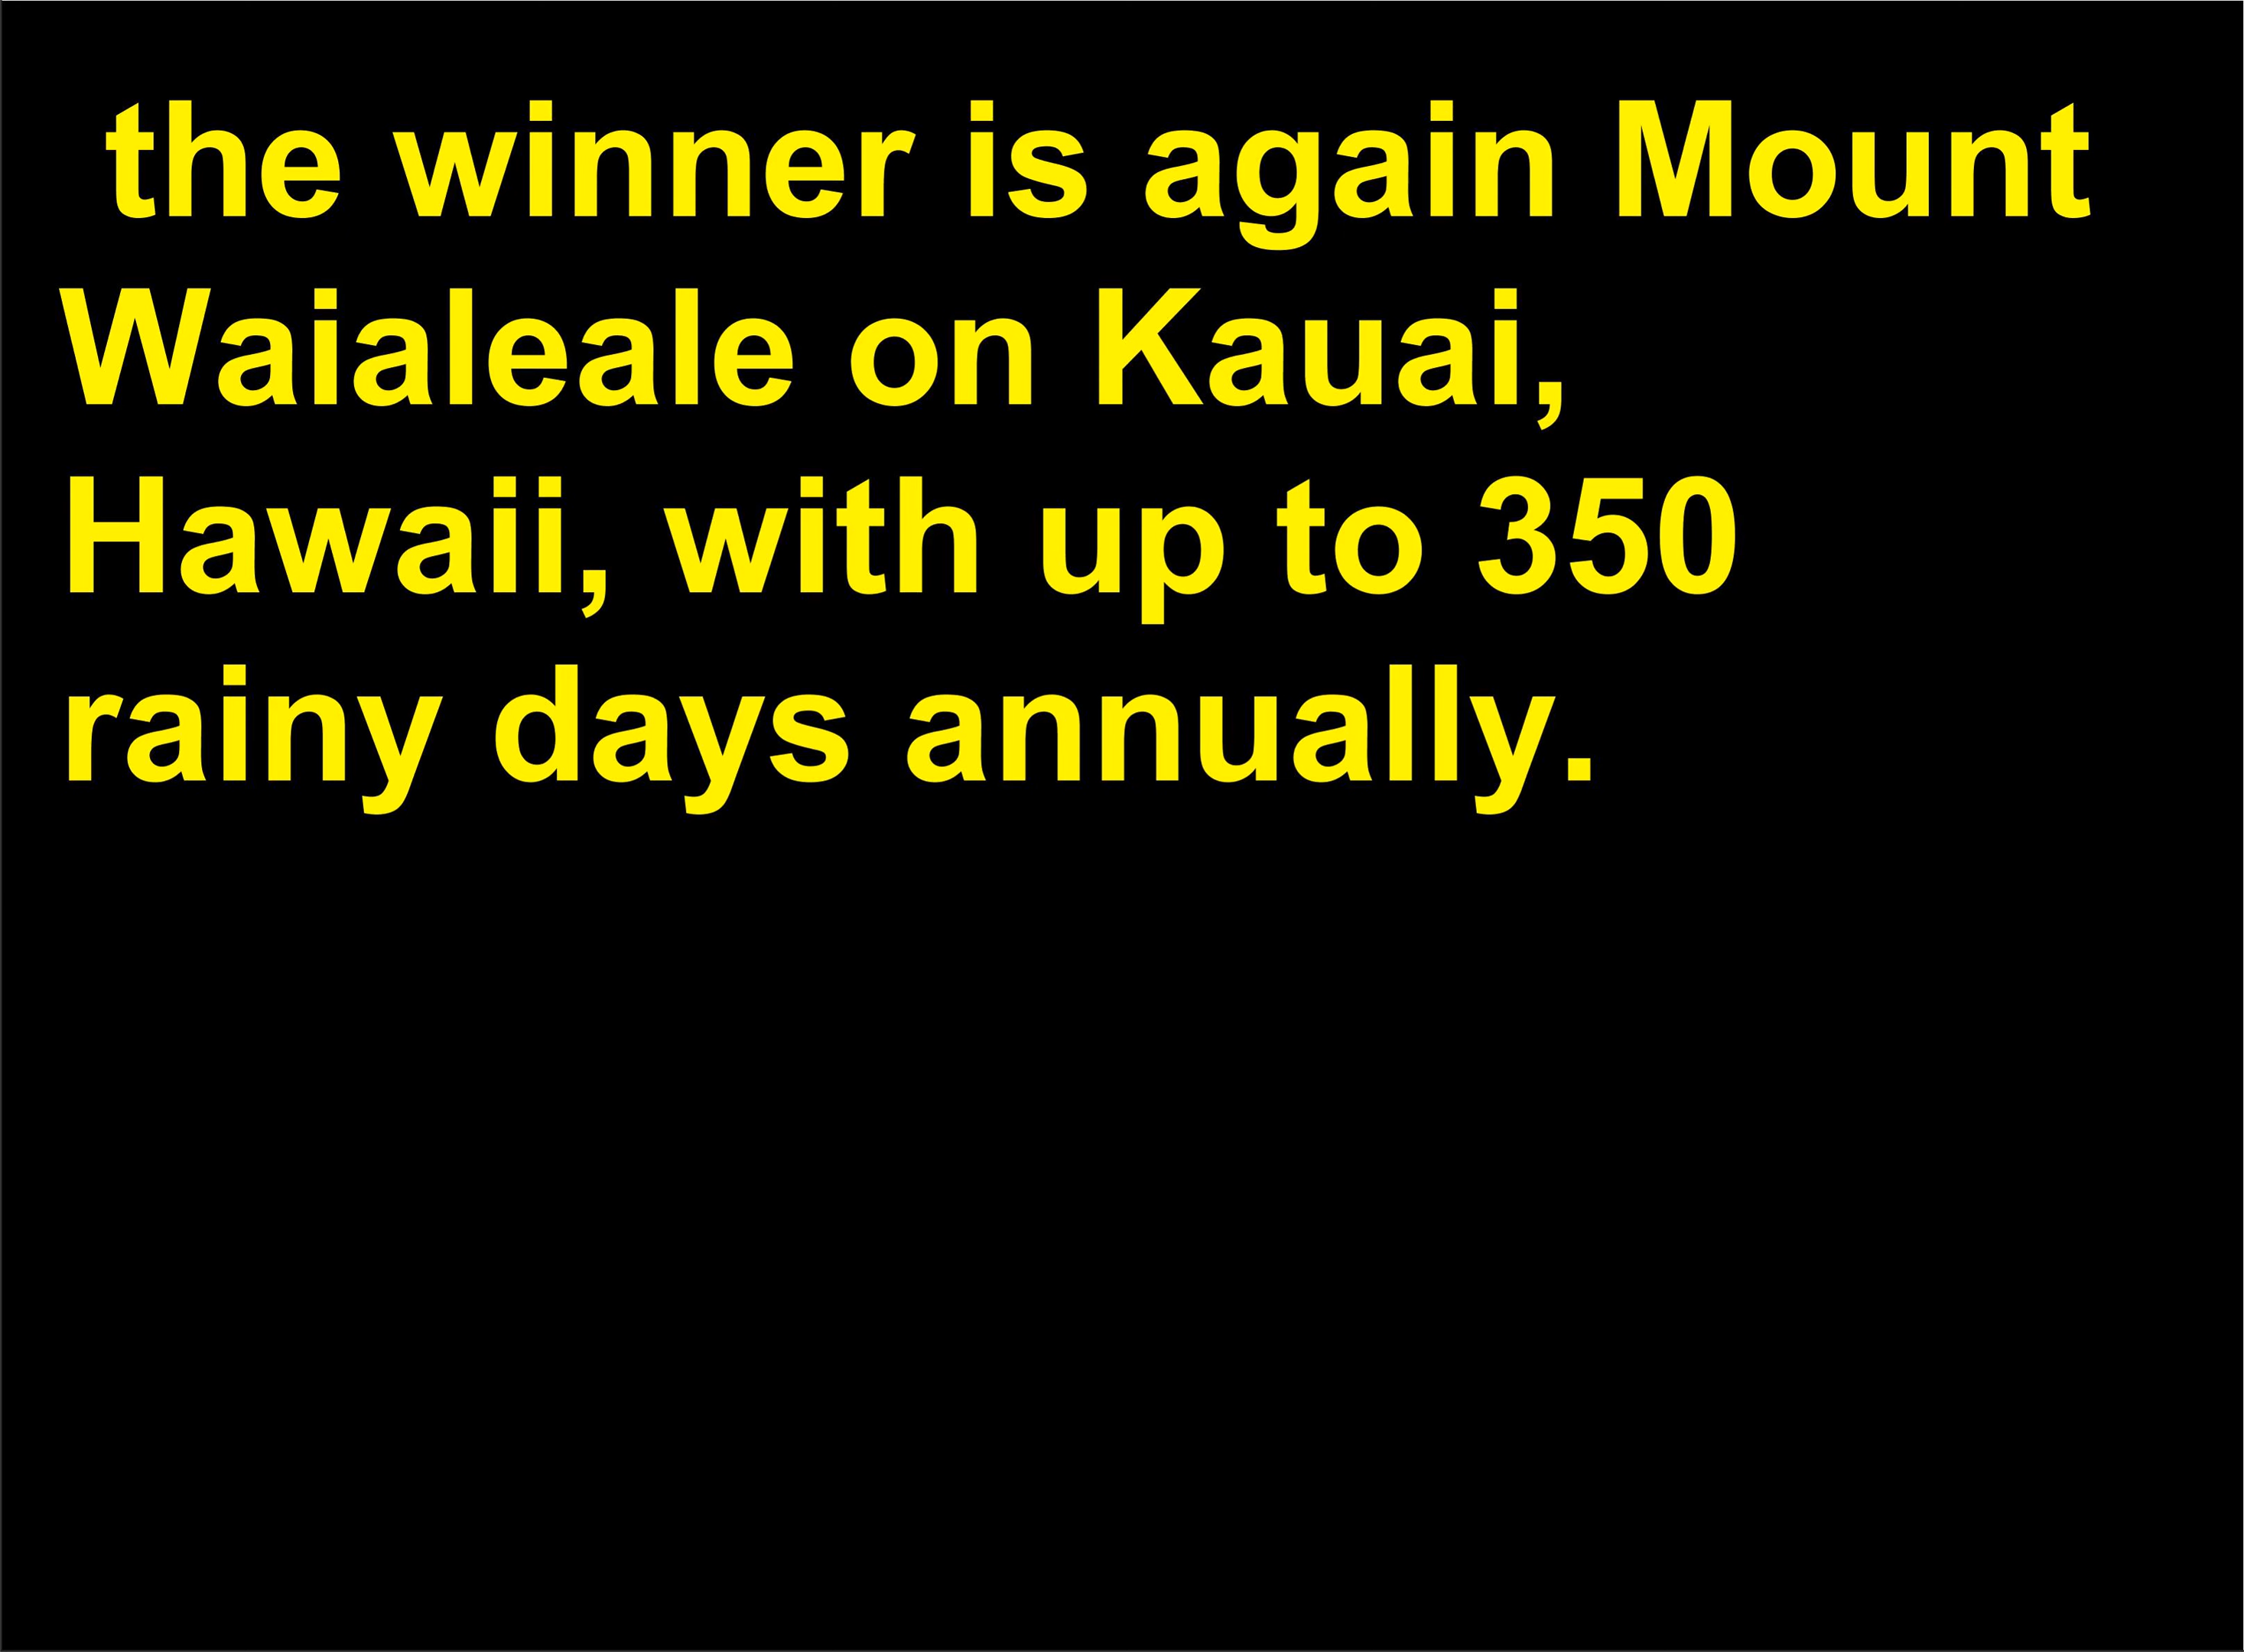 the winner is again Mount
Waialeale on Kauai,
Hawaii, with up to 350
rainy days annually.